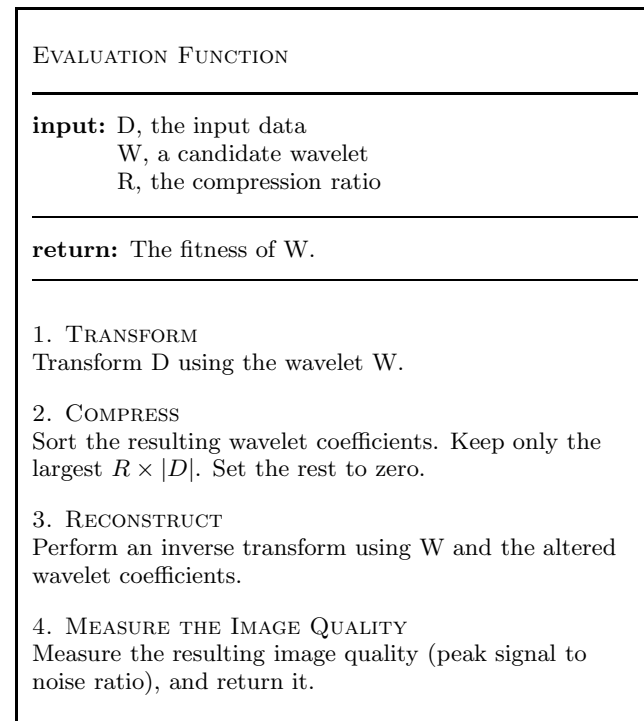 EVALUATION FUNCTION
input: D, the input data
W, a candidate wavelet
R, the compression ratio
return: The fitness of W.
1. TRANSFORM
Transform D using the wavelet W.
2. COMPRESS
Sort the resulting wavelet coefficients. Keep only the
largest R × |D|. Set the rest to zero.
3. RECONSTRUCT
Perform an inverse transform using W and the altered
wavelet coefficients.
4. MEASURE THE IMAGE QUALITY
Measure the resulting image quality (peak signal to
noise ratio), and return it.